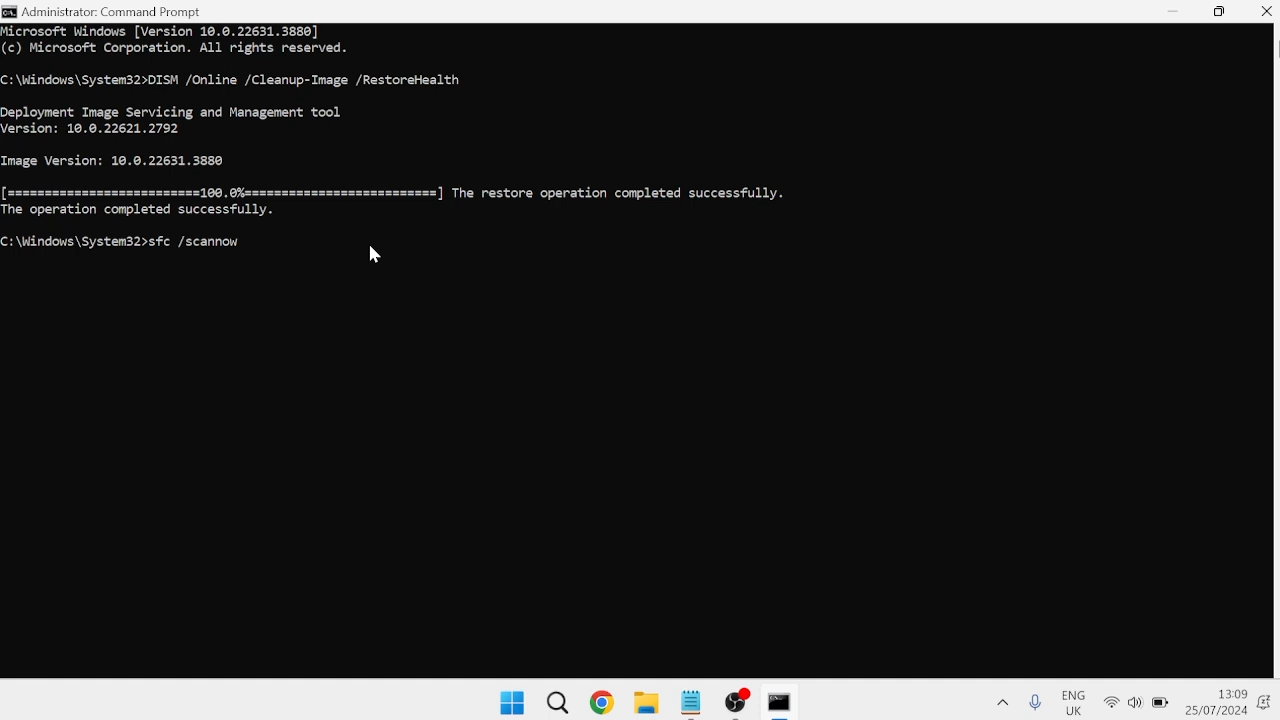 Administrator: Command Prompt
Microsoft Windows [Version 10.0.22631.3880]
(c) Microsoft Corporation. All rights reserved.
C:\Windows\System32>DISM /Online /Cleanup-Image /RestoreHealth
Deployment Image Servicing and Management tool
Version: 10.0.22621.2792
Image Version: 10.0.22631.3880
[==========================100.0%==========================] The restore operation completed successfully.
The operation completed successfully.
C:\Windows\System32>sfc /scannow
ENG
UK
13:09
25/07/2024